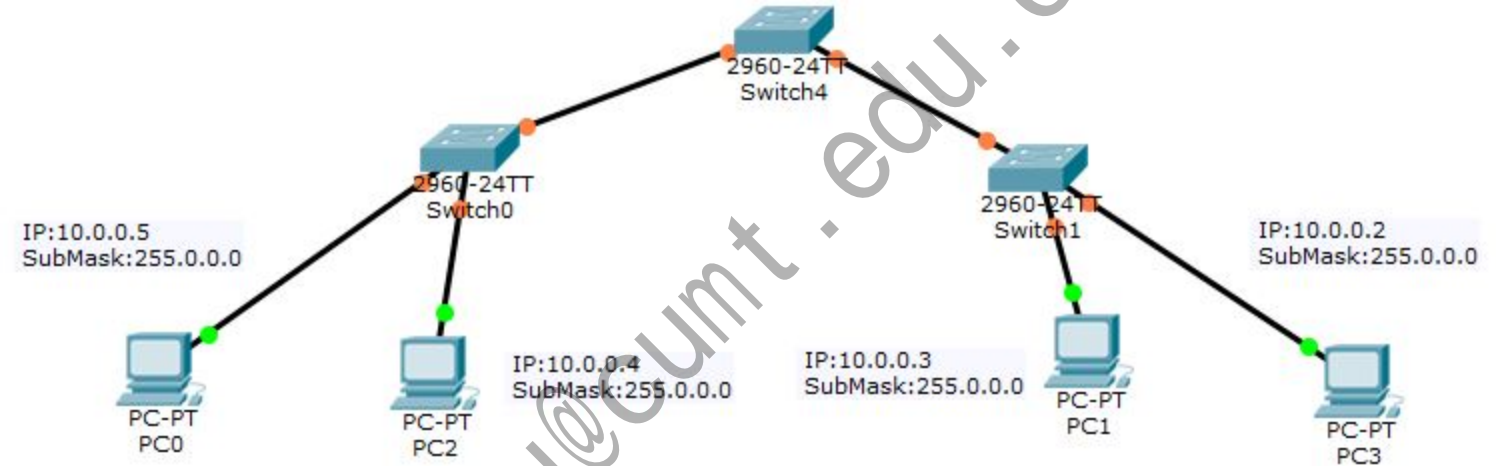 2960-24TT
Switch4
2960-24TT
Switch0
2960-24TT
Switch1
IP:10.0.0.5
SubMask:255.0.0.0
IP:10.0.0.2
SubMask:255.0.0.0
IP:10.0.0.4
SubMask:255.0.0.0
IP:10.0.0.3
SubMask:255.0.0.0
PC-PT
PC0
PC-PT
PC2
PC-PT
PC1
PC-PT
PC3
@cumt.edu.